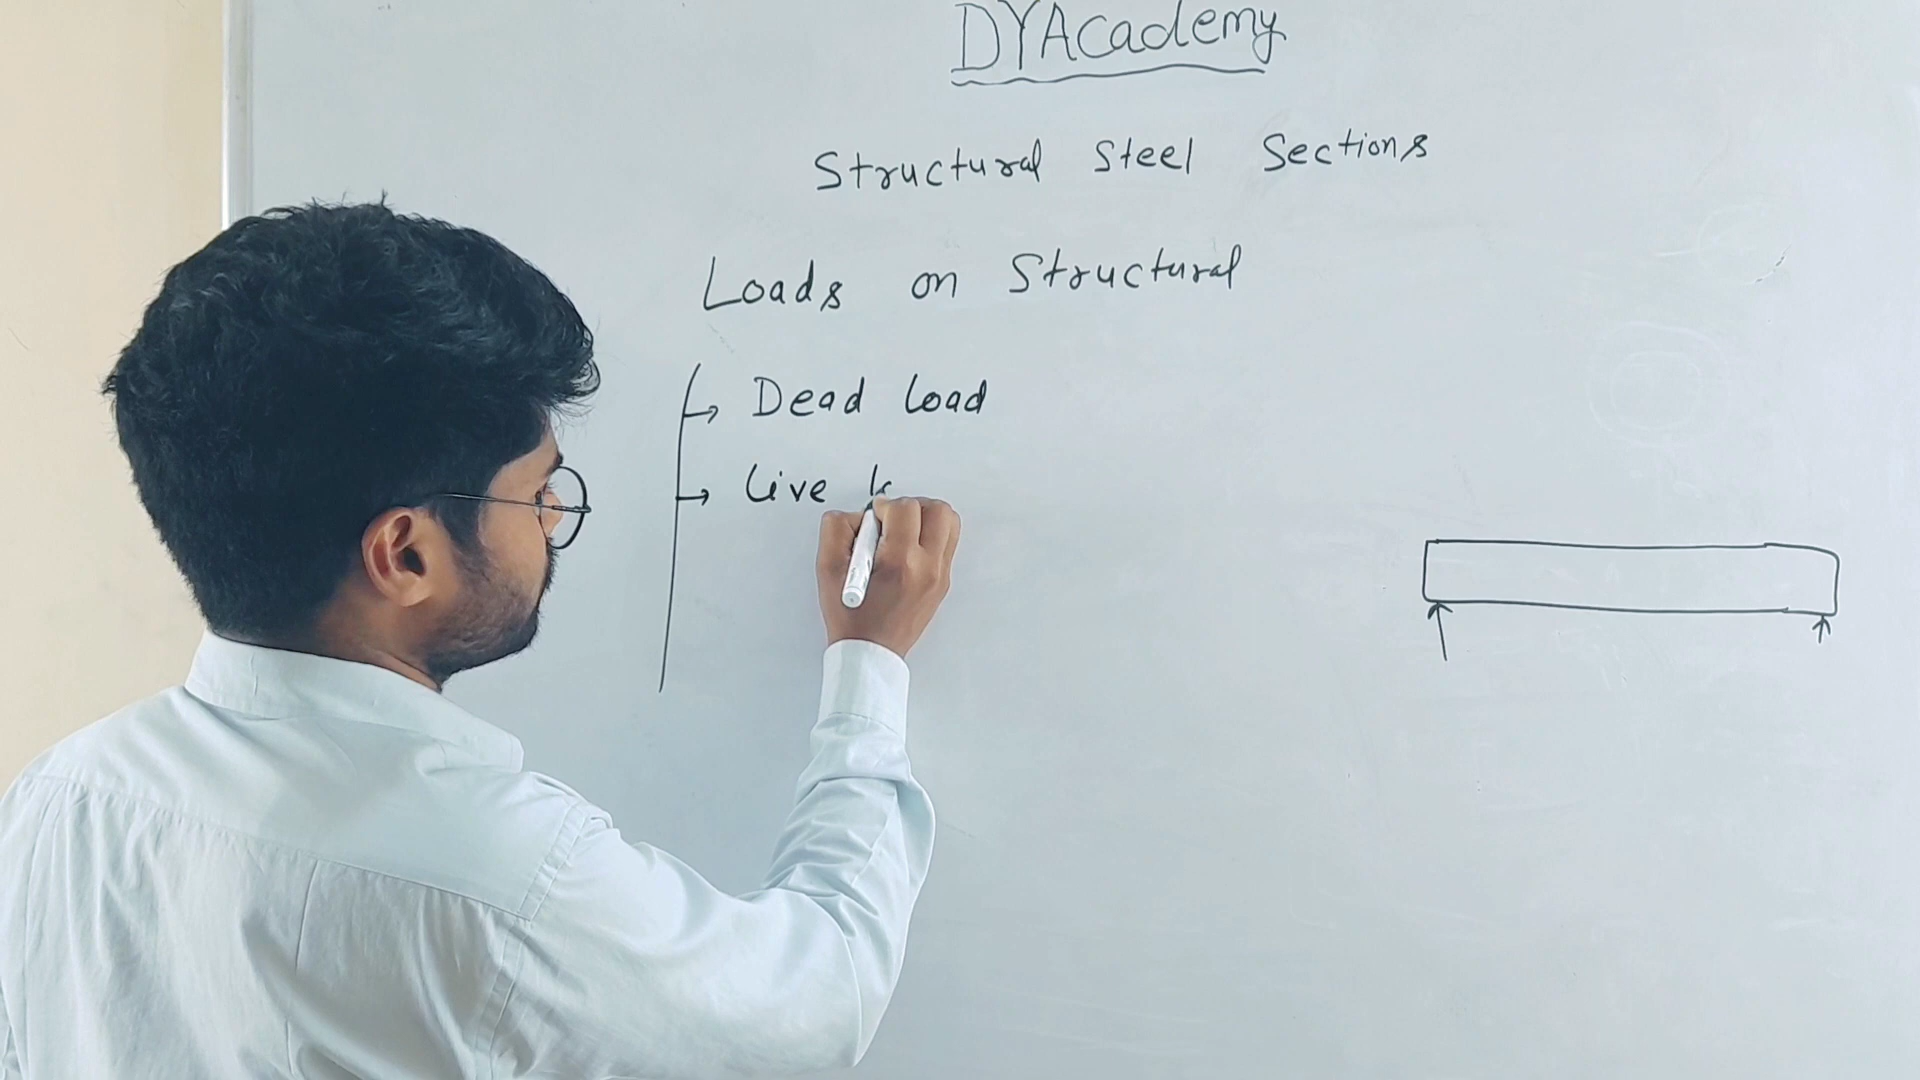 DYAcademy
Structural Steel Sections
Loads on Structural
Dead load
Live